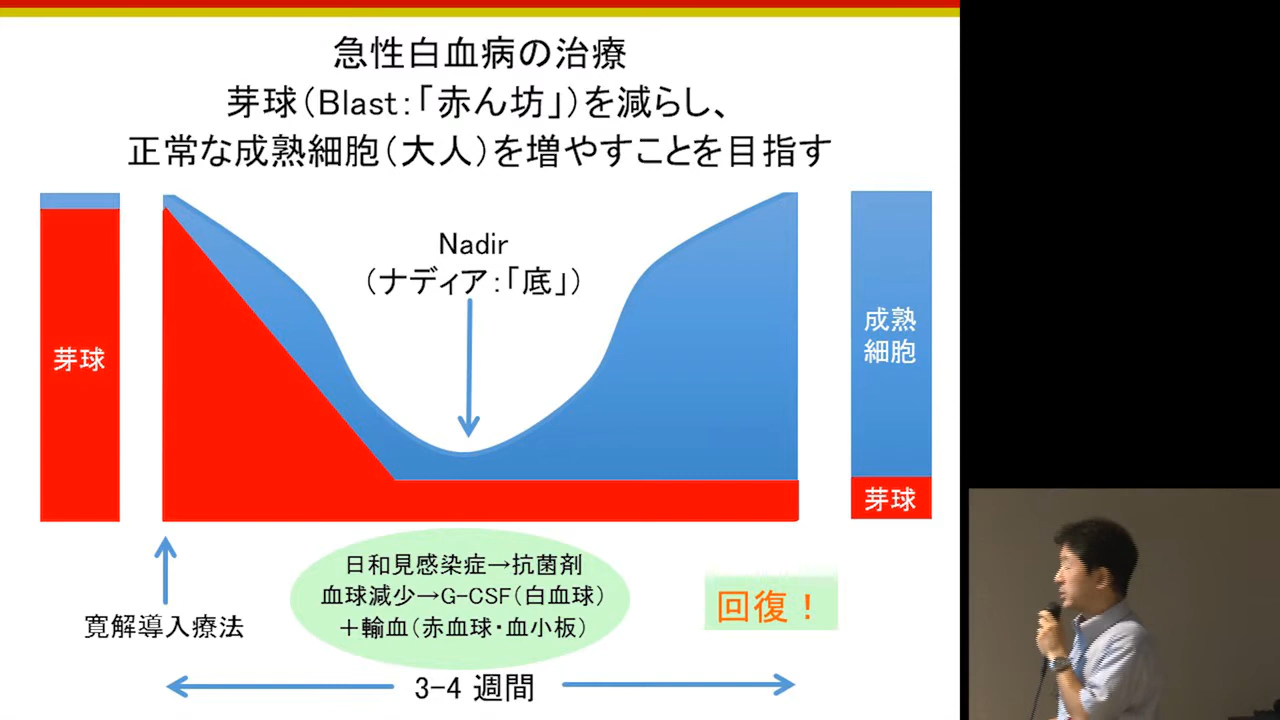 急性白血病の治療
芽球(Blast:「赤ん坊」)を減らし、
正常な成熟細胞(大人)を増やすことを目指す
芽球
Nadir
(ナディア:「底」)
成熟
細胞
芽球
寛解導入療法
日和見感染症→抗菌剤
血球減少→G-CSF(白血球)
+輸血(赤血球・血小板)
回復!
3-4 週間